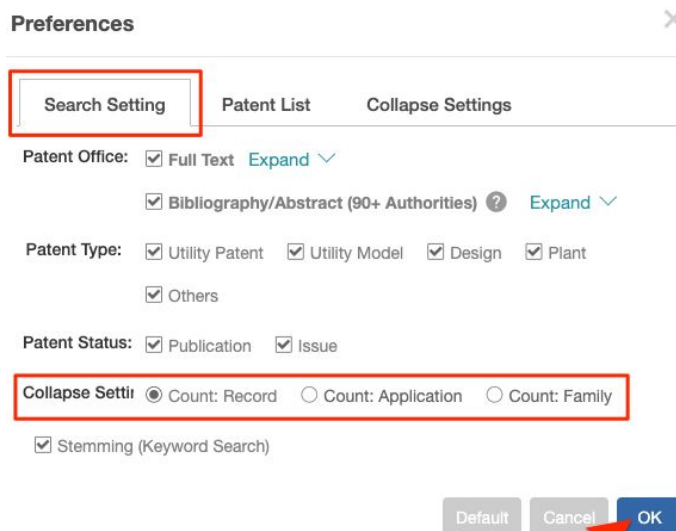 Preferences
Search Setting Patent List Collapse Settings
Patent Office: Full Text Expand
Bibliography/Abstract (90+ Authorities) ? Expand
Patent Type: Utility Patent Utility Model Design Plant
Others
Patent Status: Publication Issue
Collapse Settir Count: Record Count: Application Count: Family
Stemming (Keyword Search)
Default Cancel OK